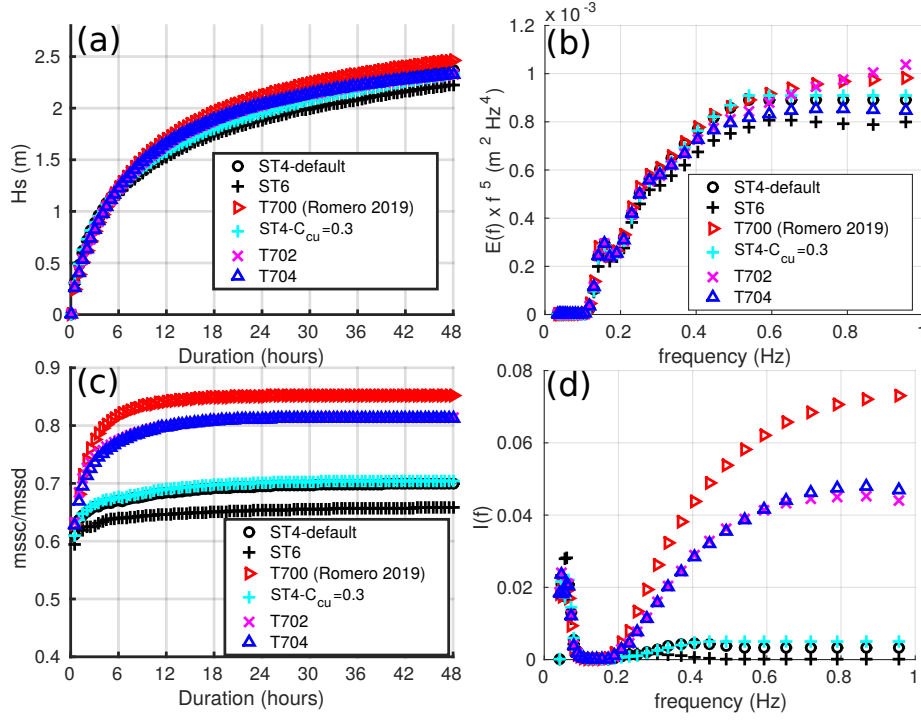 (a)
Hs (m)
2.5
2
1.5
1
0.5
0
ST4-default
ST6
T700 (Romero 2019)
ST4-C_cu=0.3
T702
T704
0 6 12 18 24 30 36 42 48
Duration (hours)
(b)
× 10^-3
E(f) x f^5 (m^2 Hz^4)
1.2
1
0.8
0.6
0.4
0.2
0
ST4-default
ST6
T700 (Romero 2019)
ST4-C_cu=0.3
T702
T704
0 0.2 0.4 0.6 0.8 1
frequency (Hz)
(c)
mssc/mssd
0.9
0.8
0.7
0.6
0.5
0.4
ST4-default
ST6
T700 (Romero 2019)
ST4-C_cu=0.3
T702
T704
0 6 12 18 24 30 36 42 48
Duration (hours)
(d)
I(f)
0.08
0.06
0.04
0.02
0
0 0.2 0.4 0.6 0.8 1
frequency (Hz)